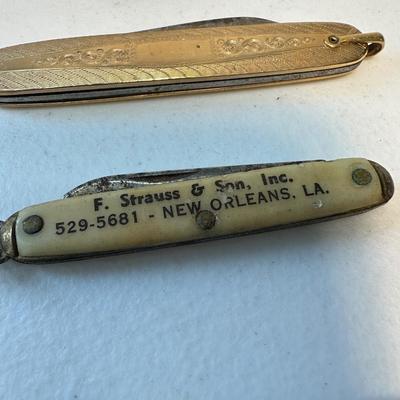 F. Strauss & Son, Inc.
529-5681 - NEW ORLEANS, LA.